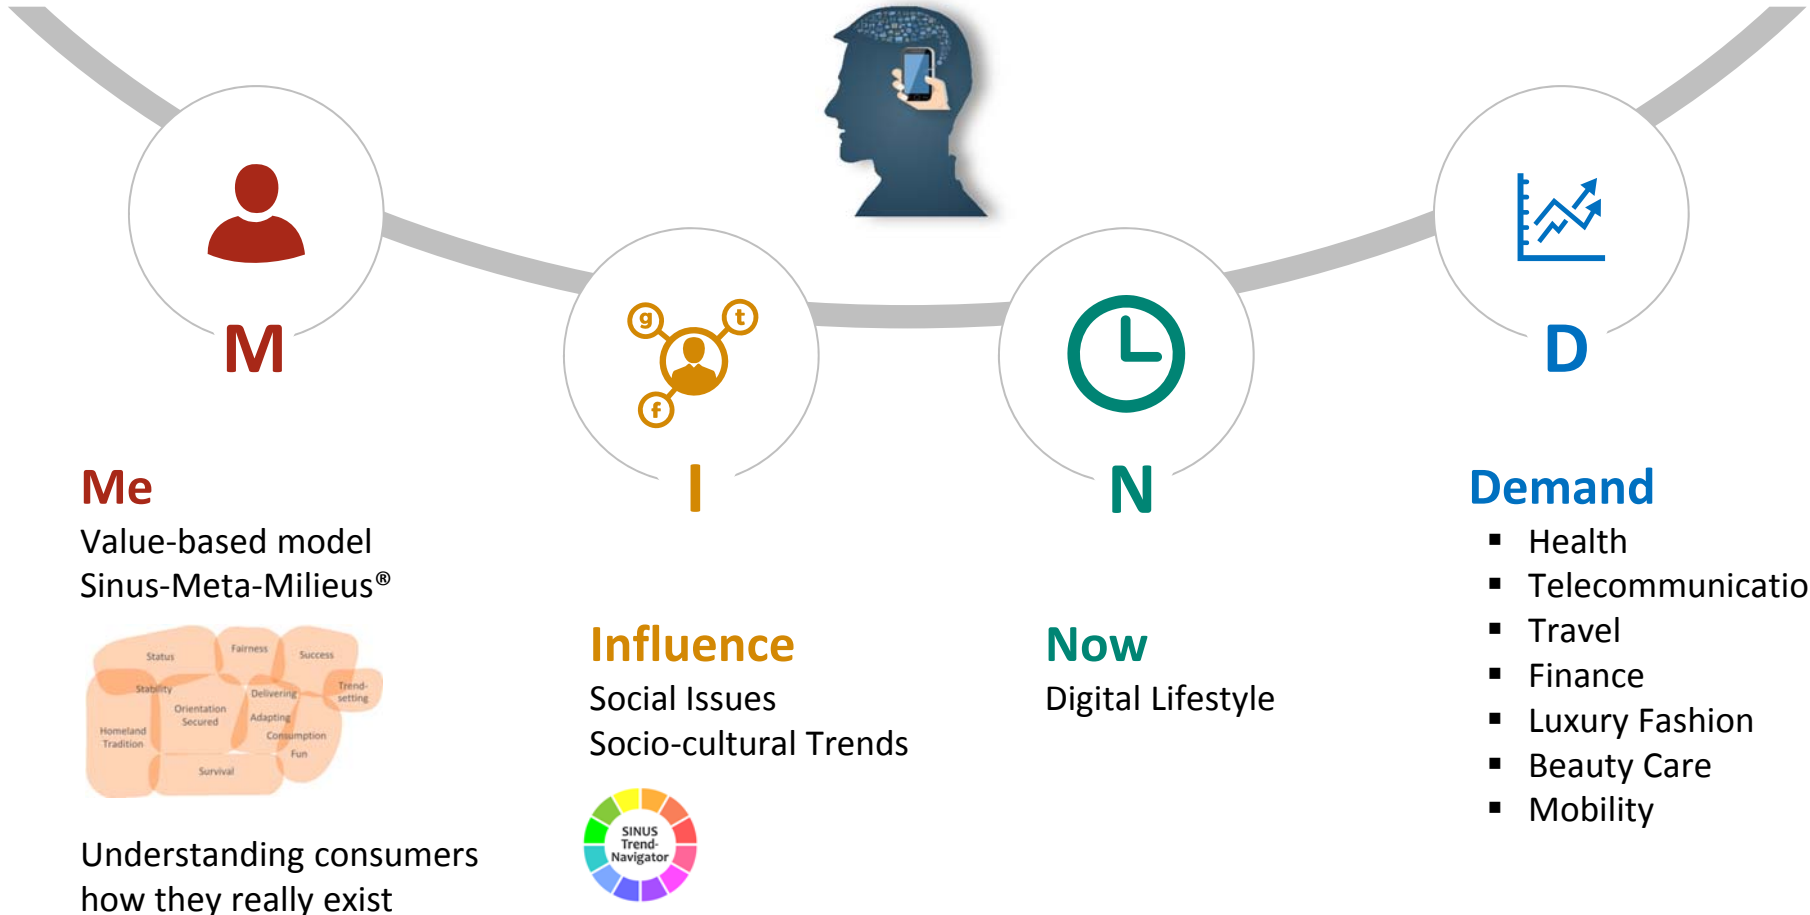 g
t
f
M
I
N
D
Me
Value-based model
Sinus-Meta-Milieus®
Status
Fairness
Success
Stability
Delivering
Trend-
setting
Orientation
Secured
Adapting
Homeland
Tradition
Consumption
Fun
Survival
Understanding consumers
how they really exist
Influence
Social Issues
Socio-cultural Trends
SINUS
Trend-
Navigator
Now
Digital Lifestyle
Demand
▪ Health
▪ Telecommunicatio
▪ Travel
▪ Finance
▪ Luxury Fashion
▪ Beauty Care
▪ Mobility